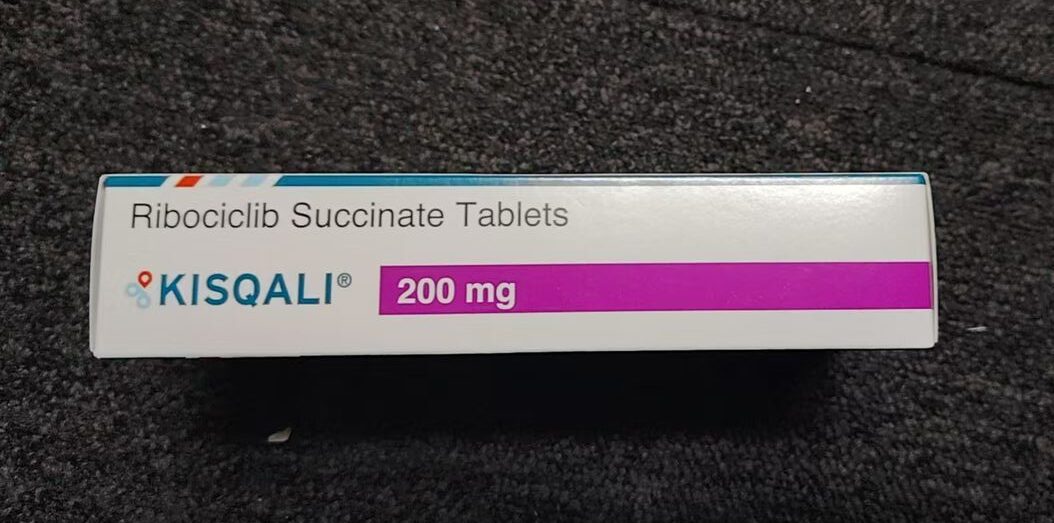 Ribociclib Succinate Tablets
KISQALI® 200 mg